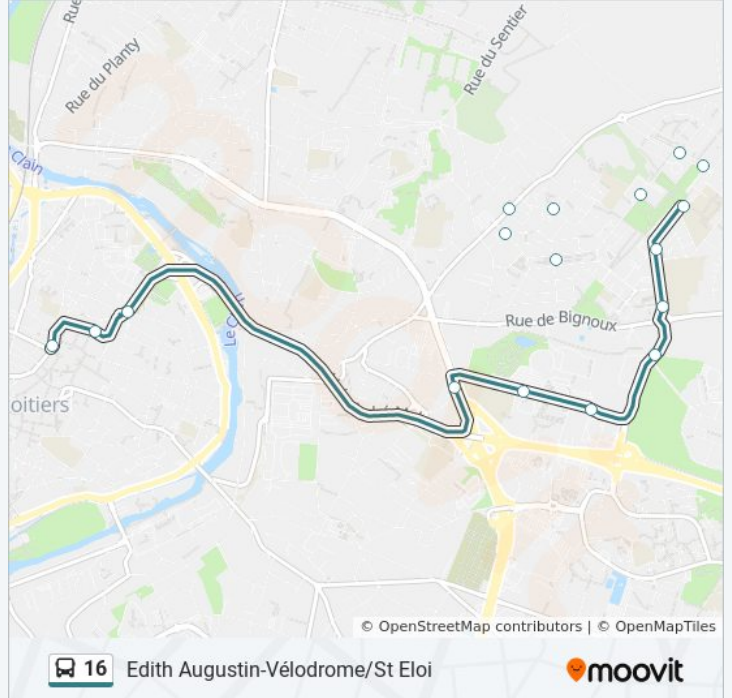 Rue
Rue du Planty
Rue du Sentier
Clain
Le C
Rue de Bignoux
oitiers
© OpenStreetMap contributors | © OpenMapTiles
16 Edith Augustin-Vélodrome/St Eloi moovit